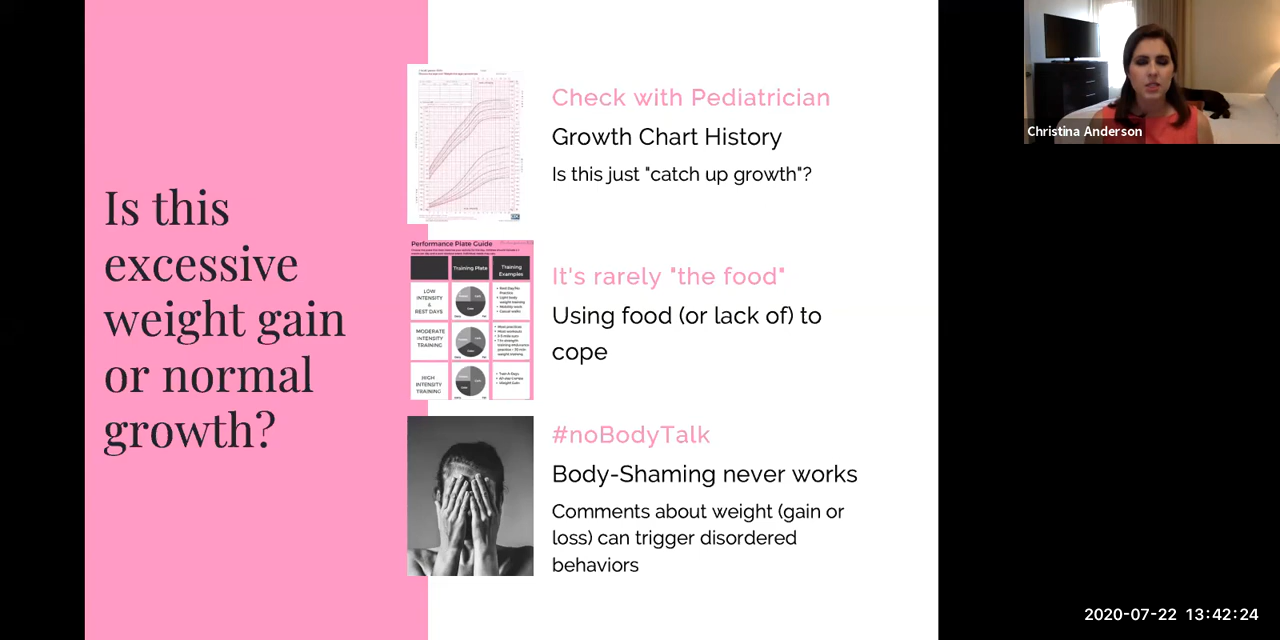 Is this
excessive
weight gain
or normal
growth?
Check with Pediatrician
Growth Chart History
Is this just "catch up growth"?
Performance Plate Guide
Training Plate
Training
Examples
LOW
INTENSITY
&
REST DAYS
MODERATE
INTENSITY
TRAINING
HIGH
INTENSITY
TRAINING
It's rarely "the food"
Using food (or lack of) to
cope
#noBodyTalk
Body-Shaming never works
Comments about weight (gain or
loss) can trigger disordered
behaviors
Christina Anderson
2020-07-22 13:42:24